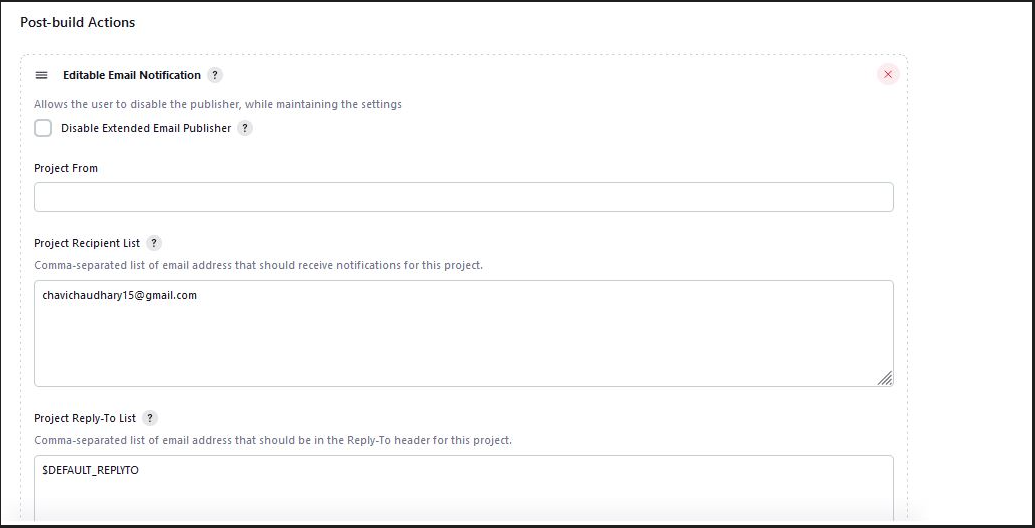 Post-build Actions
Editable Email Notification ?
Allows the user to disable the publisher, while maintaining the settings
Disable Extended Email Publisher ?
Project From
Project Recipient List ?
Comma-separated list of email address that should receive notifications for this project.
chavichaudhary15@gmail.com
Project Reply-To List ?
Comma-separated list of email address that should be in the Reply-To header for this project.
$DEFAULT_REPLYTO